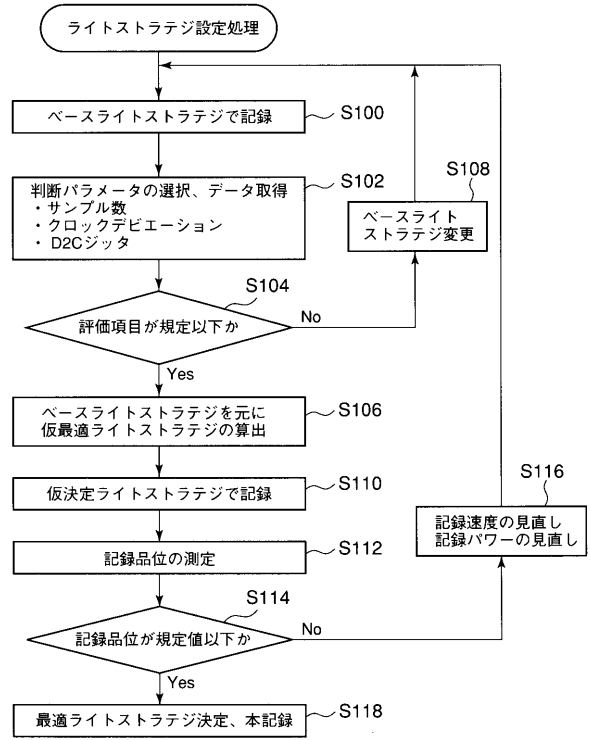 ライトストラテジ設定処理
ベースライトストラテジで記録
S100
判断パラメータの選択、データ取得
・サンプル数
・クロックデビエーション
・D2Cジッタ
S102
S108
ベースライト
ストラテジ変更
S104
評価項目が規定以下か
No
Yes
ベースライトストラテジを元に
仮最適ライトストラテジの算出
S106
仮決定ライトストラテジで記録
S110
S116
記録速度の見直し
記録パワーの見直し
記録品位の測定
S112
S114
記録品位が規定値以下か
No
Yes
最適ライトストラテジ決定、本記録
S118